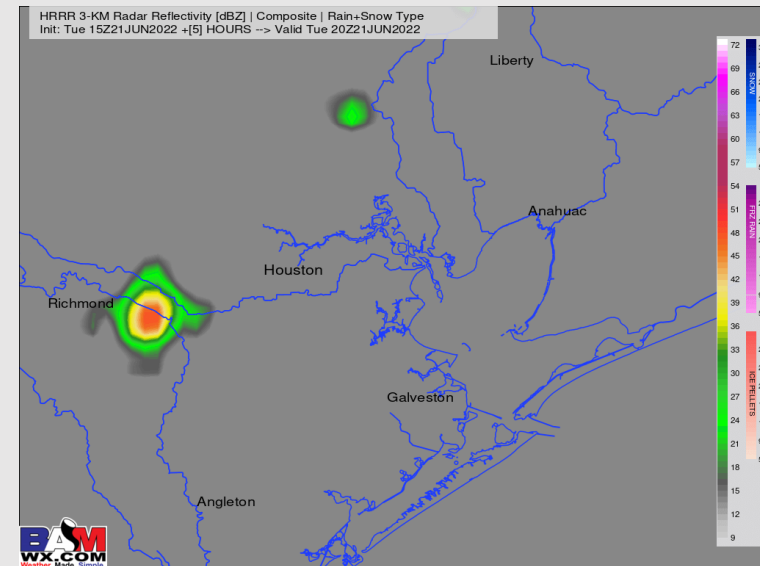 HRRR 3-KM Radar Reflectivity [dBZ] | Composite | Rain+Snow Type
Init: Tue 15Z21JUN2022 +[5] HOURS --> Valid Tue 20Z21JUN2022
Liberty
Anahuac
Houston
Richmond
Galveston
Angleton
72
69
66
63
60
57
54
51
48
45
42
39
36
33
30
27
24
21
18
15
12
9
SNOW
FRZ RAIN
ICE PELLETS
BAM
WX.COM
Weather Made Simple